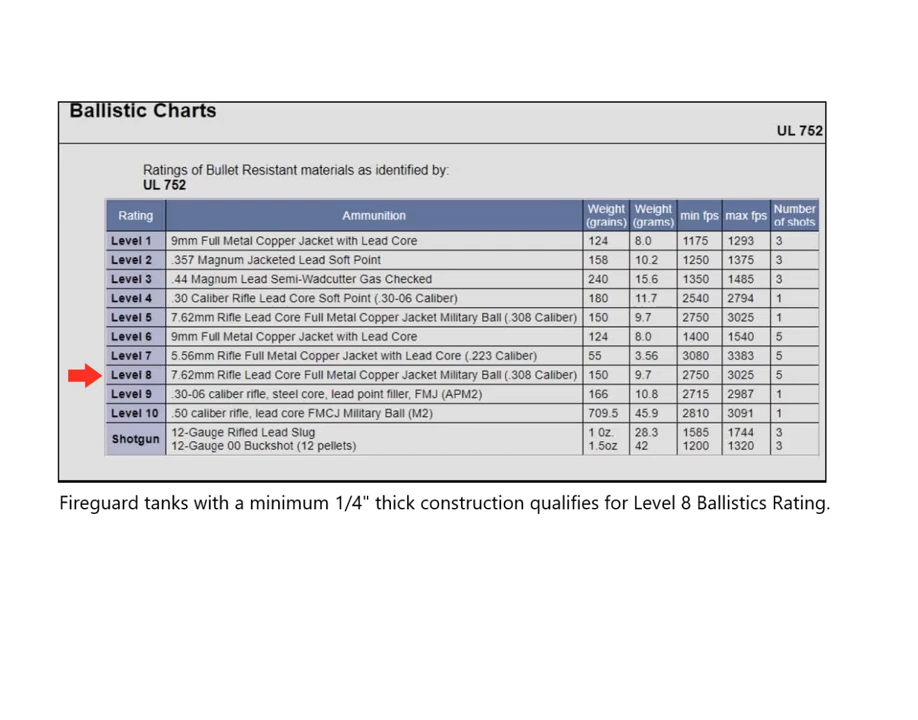 Ballistic Charts
UL 752
Ratings of Bullet Resistant materials as identified by:
UL 752
Rating Ammunition Weight (grains) Weight (grams) min fps max fps Number of shots
Level 1 9mm Full Metal Copper Jacket with Lead Core 124 8.0 1175 1293 3
Level 2 .357 Magnum Jacketed Lead Soft Point 158 10.2 1250 1375 3
Level 3 .44 Magnum Lead Semi-Wadcutter Gas Checked 240 15.6 1350 1485 3
Level 4 .30 Caliber Rifle Lead Core Soft Point (.30-06 Caliber) 180 11.7 2540 2794 1
Level 5 7.62mm Rifle Lead Core Full Metal Copper Jacket Military Ball (.308 Caliber) 150 9.7 2750 3025 1
Level 6 9mm Full Metal Copper Jacket with Lead Core 124 8.0 1400 1540 5
Level 7 5.56mm Rifle Full Metal Copper Jacket with Lead Core (.223 Caliber) 55 3.56 3080 3383 5
Level 8 7.62mm Rifle Lead Core Full Metal Copper Jacket Military Ball (.308 Caliber) 150 9.7 2750 3025 5
Level 9 .30-06 caliber rifle, steel core, lead point filler, FMJ (APM2) 166 10.8 2715 2987 1
Level 10 .50 caliber rifle, lead core FMCJ Military Ball (M2) 709.5 45.9 2810 3091 1
Shotgun 12-Gauge Rifled Lead Slug 1 0z. 28.3 1585 1744 3
12-Gauge 00 Buckshot (12 pellets) 1.5oz 42 1200 1320 3
Fireguard tanks with a minimum 1/4" thick construction qualifies for Level 8 Ballistics Rating.